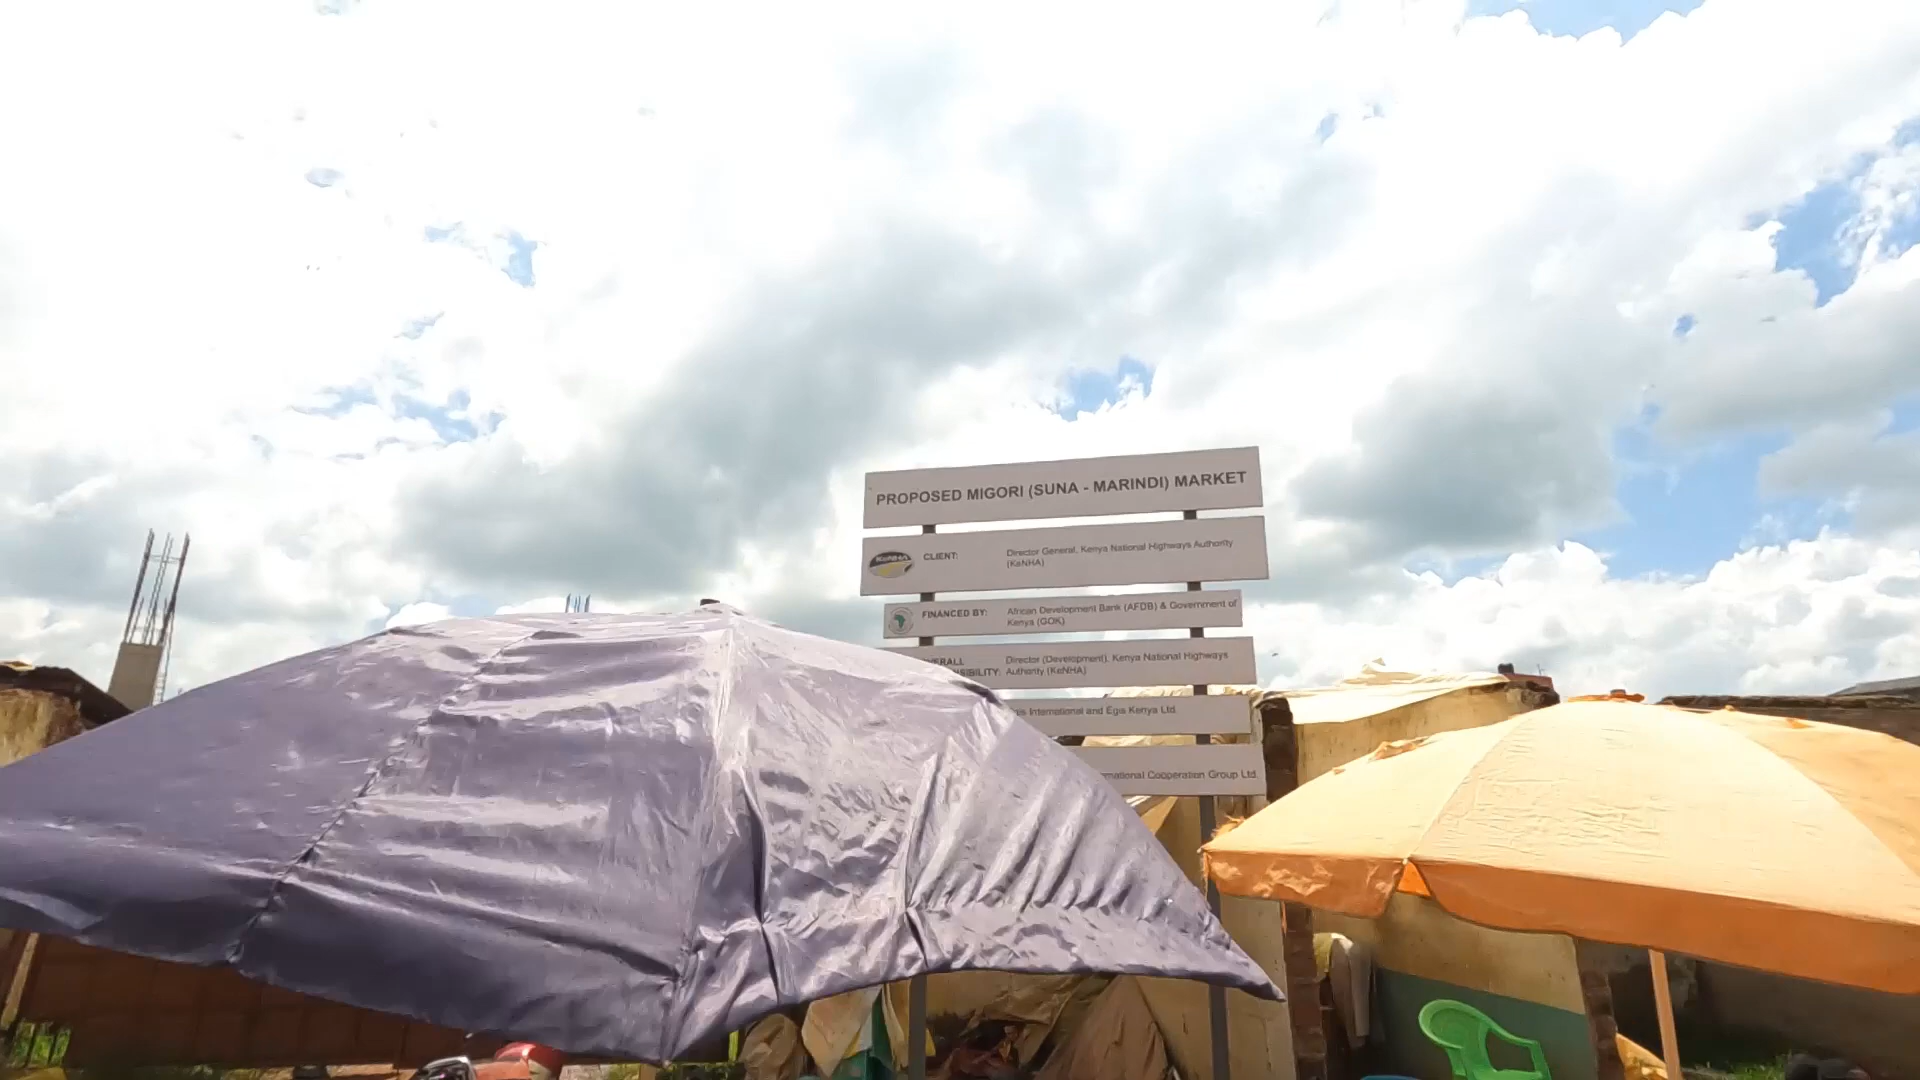 PROPOSED MIGORI (SUNA - MARINDI) MARKET
KeNHA
CLIENT:
Director General, Kenya National Highways Authority
(KeNHA)
FINANCED BY:
African Development Bank (AFDB) & Government of
Kenya (GOK)
Director (Development), Kenya National Highways
Authority (KeNHA)
International and Egis Kenya Ltd.
Cooperation Group Ltd.